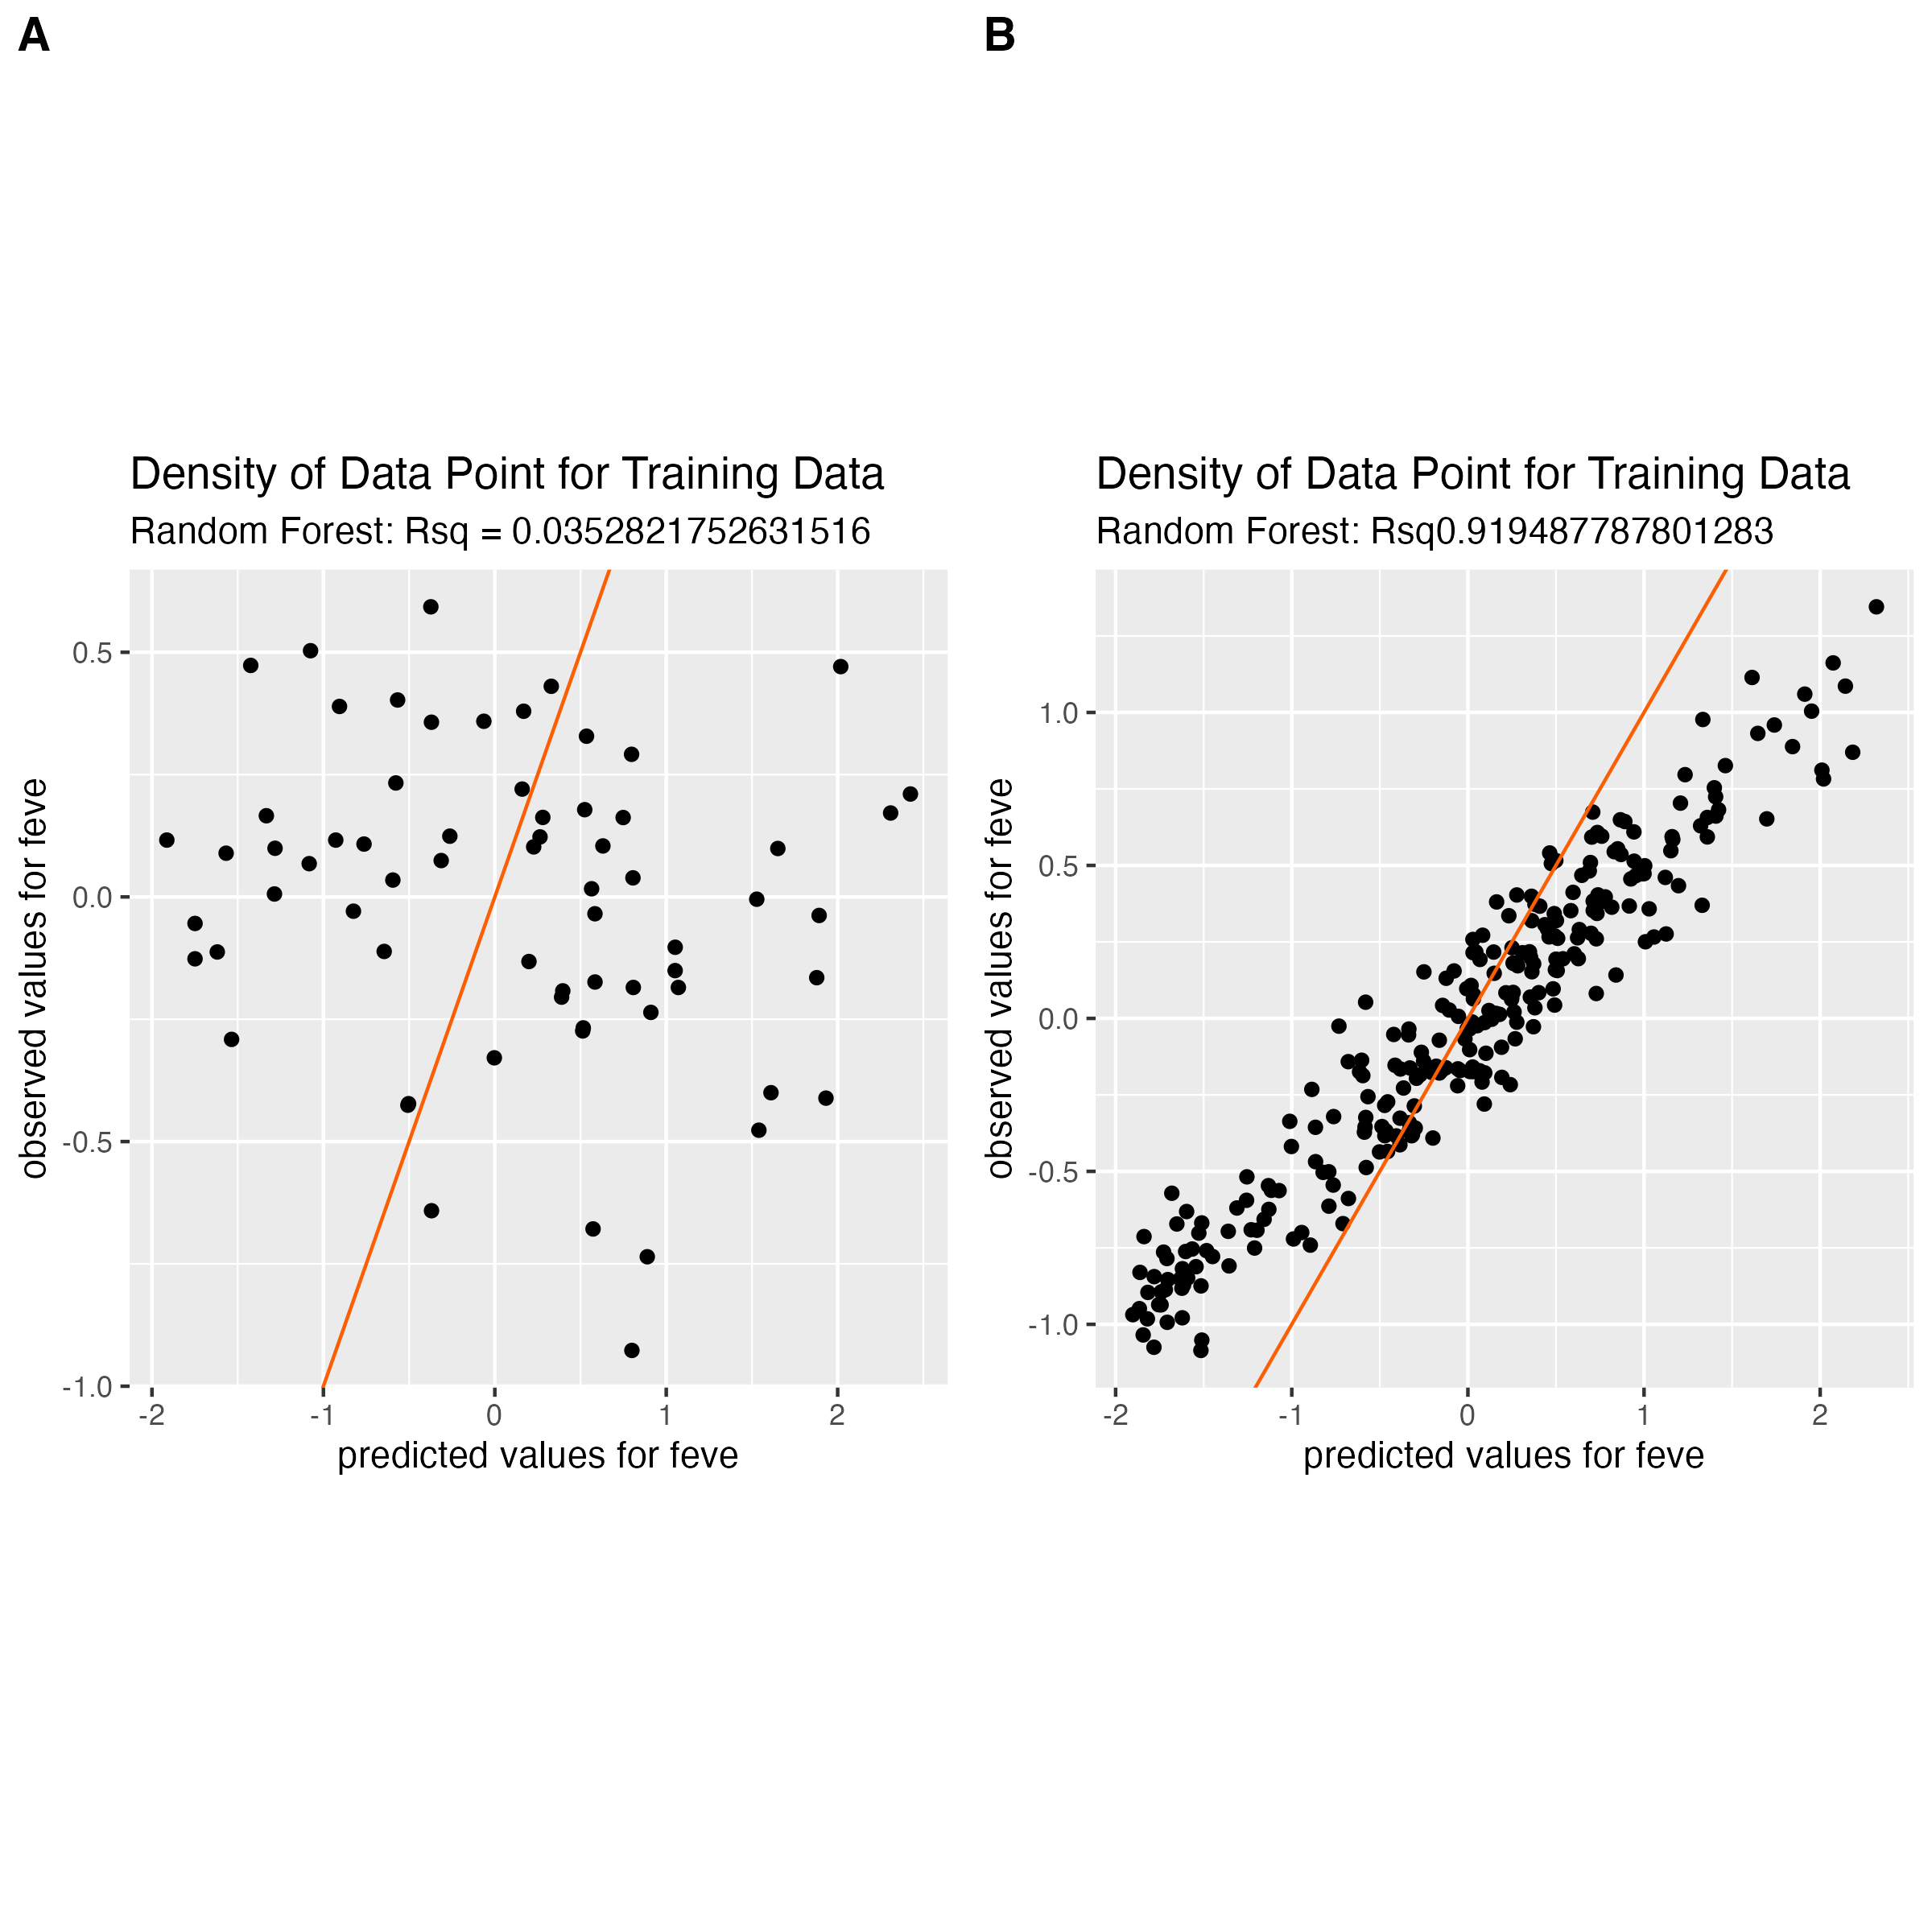 A
B
Density of Data Point for Training Data
Random Forest: Rsq = 0.0352821752631516
observed values for feve
0.5
0.0
-0.5
-1.0
-2
-1
0
1
2
predicted values for feve
Density of Data Point for Training Data
Random Forest: Rsq0.919487787801283
observed values for feve
1.0
0.5
0.0
-0.5
-1.0
-2
-1
0
1
2
predicted values for feve